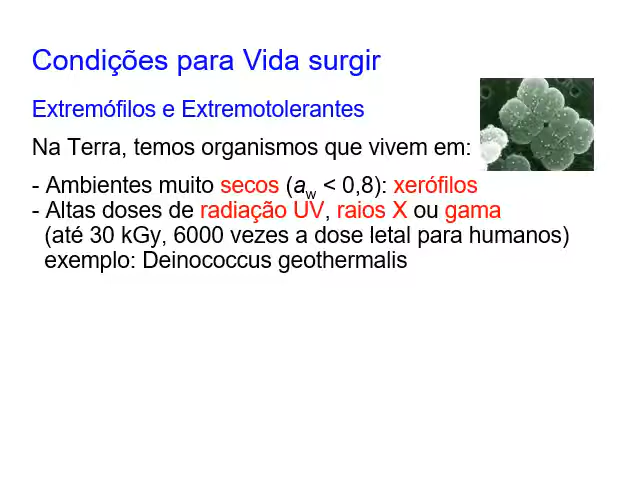 Condições para Vida surgir
Extremófilos e Extremotolerantes
Na Terra, temos organismos que vivem em:
- Ambientes muito secos (aw < 0,8): xerófilos
- Altas doses de radiação UV, raios X ou gama
(até 30 kGy, 6000 vezes a dose letal para humanos)
exemplo: Deinococcus geothermalis